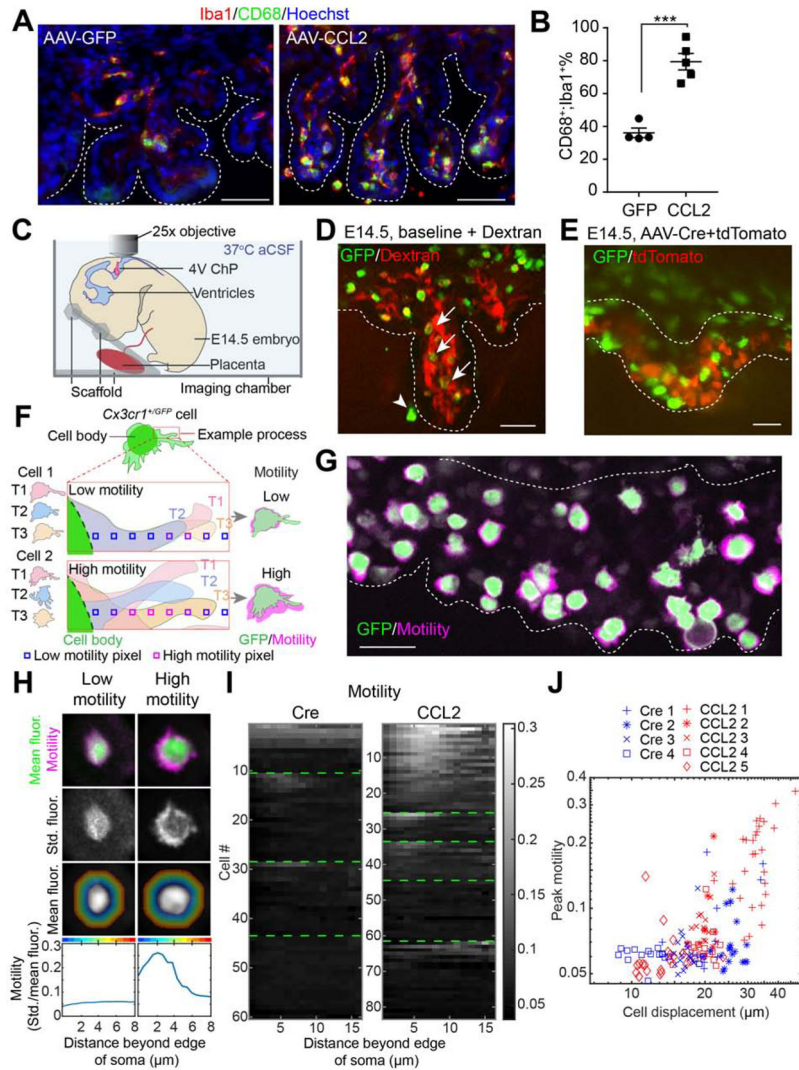 A
Iba1/CD68/Hoechst
AAV-GFP
AAV-CCL2
B
***
CD68+;Iba1+%
100
80
60
40
20
0
GFP CCL2
C
25x objective
37°C aCSF
4V ChP
Ventricles
E14.5 embryo
Placenta
Scaffold
Imaging chamber
D
E14.5, baseline + Dextran
GFP/Dextran
E
E14.5, AAV-Cre+tdTomato
GFP/tdTomato
F
Cx3cr1+/GFP cell
Cell body
Example process
Cell 1
T1
T2
T3
Low motility
T1
T2
T3
Motility
Low
Cell 2
T1
T2
T3
High motility
T1
T2
T3
High
Cell body
GFP/Motility
Low motility pixel
High motility pixel
G
GFP/Motility
H
Low motility
High motility
Mean fluor.
Motility
Std. fluor.
Mean fluor.
Motility
(Std./mean fluor.)
0.3
0.2
0.1
0
2 4 6 8
2 4 6 8
Distance beyond edge
of soma (μm)
I
Motility
Cre
CCL2
Cell #
10
20
30
40
50
60
10
20
30
40
50
60
70
80
5 10 15
5 10 15
Distance beyond edge
of soma (μm)
0.3
0.25
0.2
0.15
0.1
0.05
J
Cre 1
Cre 2
Cre 3
Cre 4
CCL2 1
CCL2 2
CCL2 3
CCL2 4
CCL2 5
Peak motility
0.4
0.3
0.2
0.1
0.05
10 20 30 40
Cell displacement (μm)